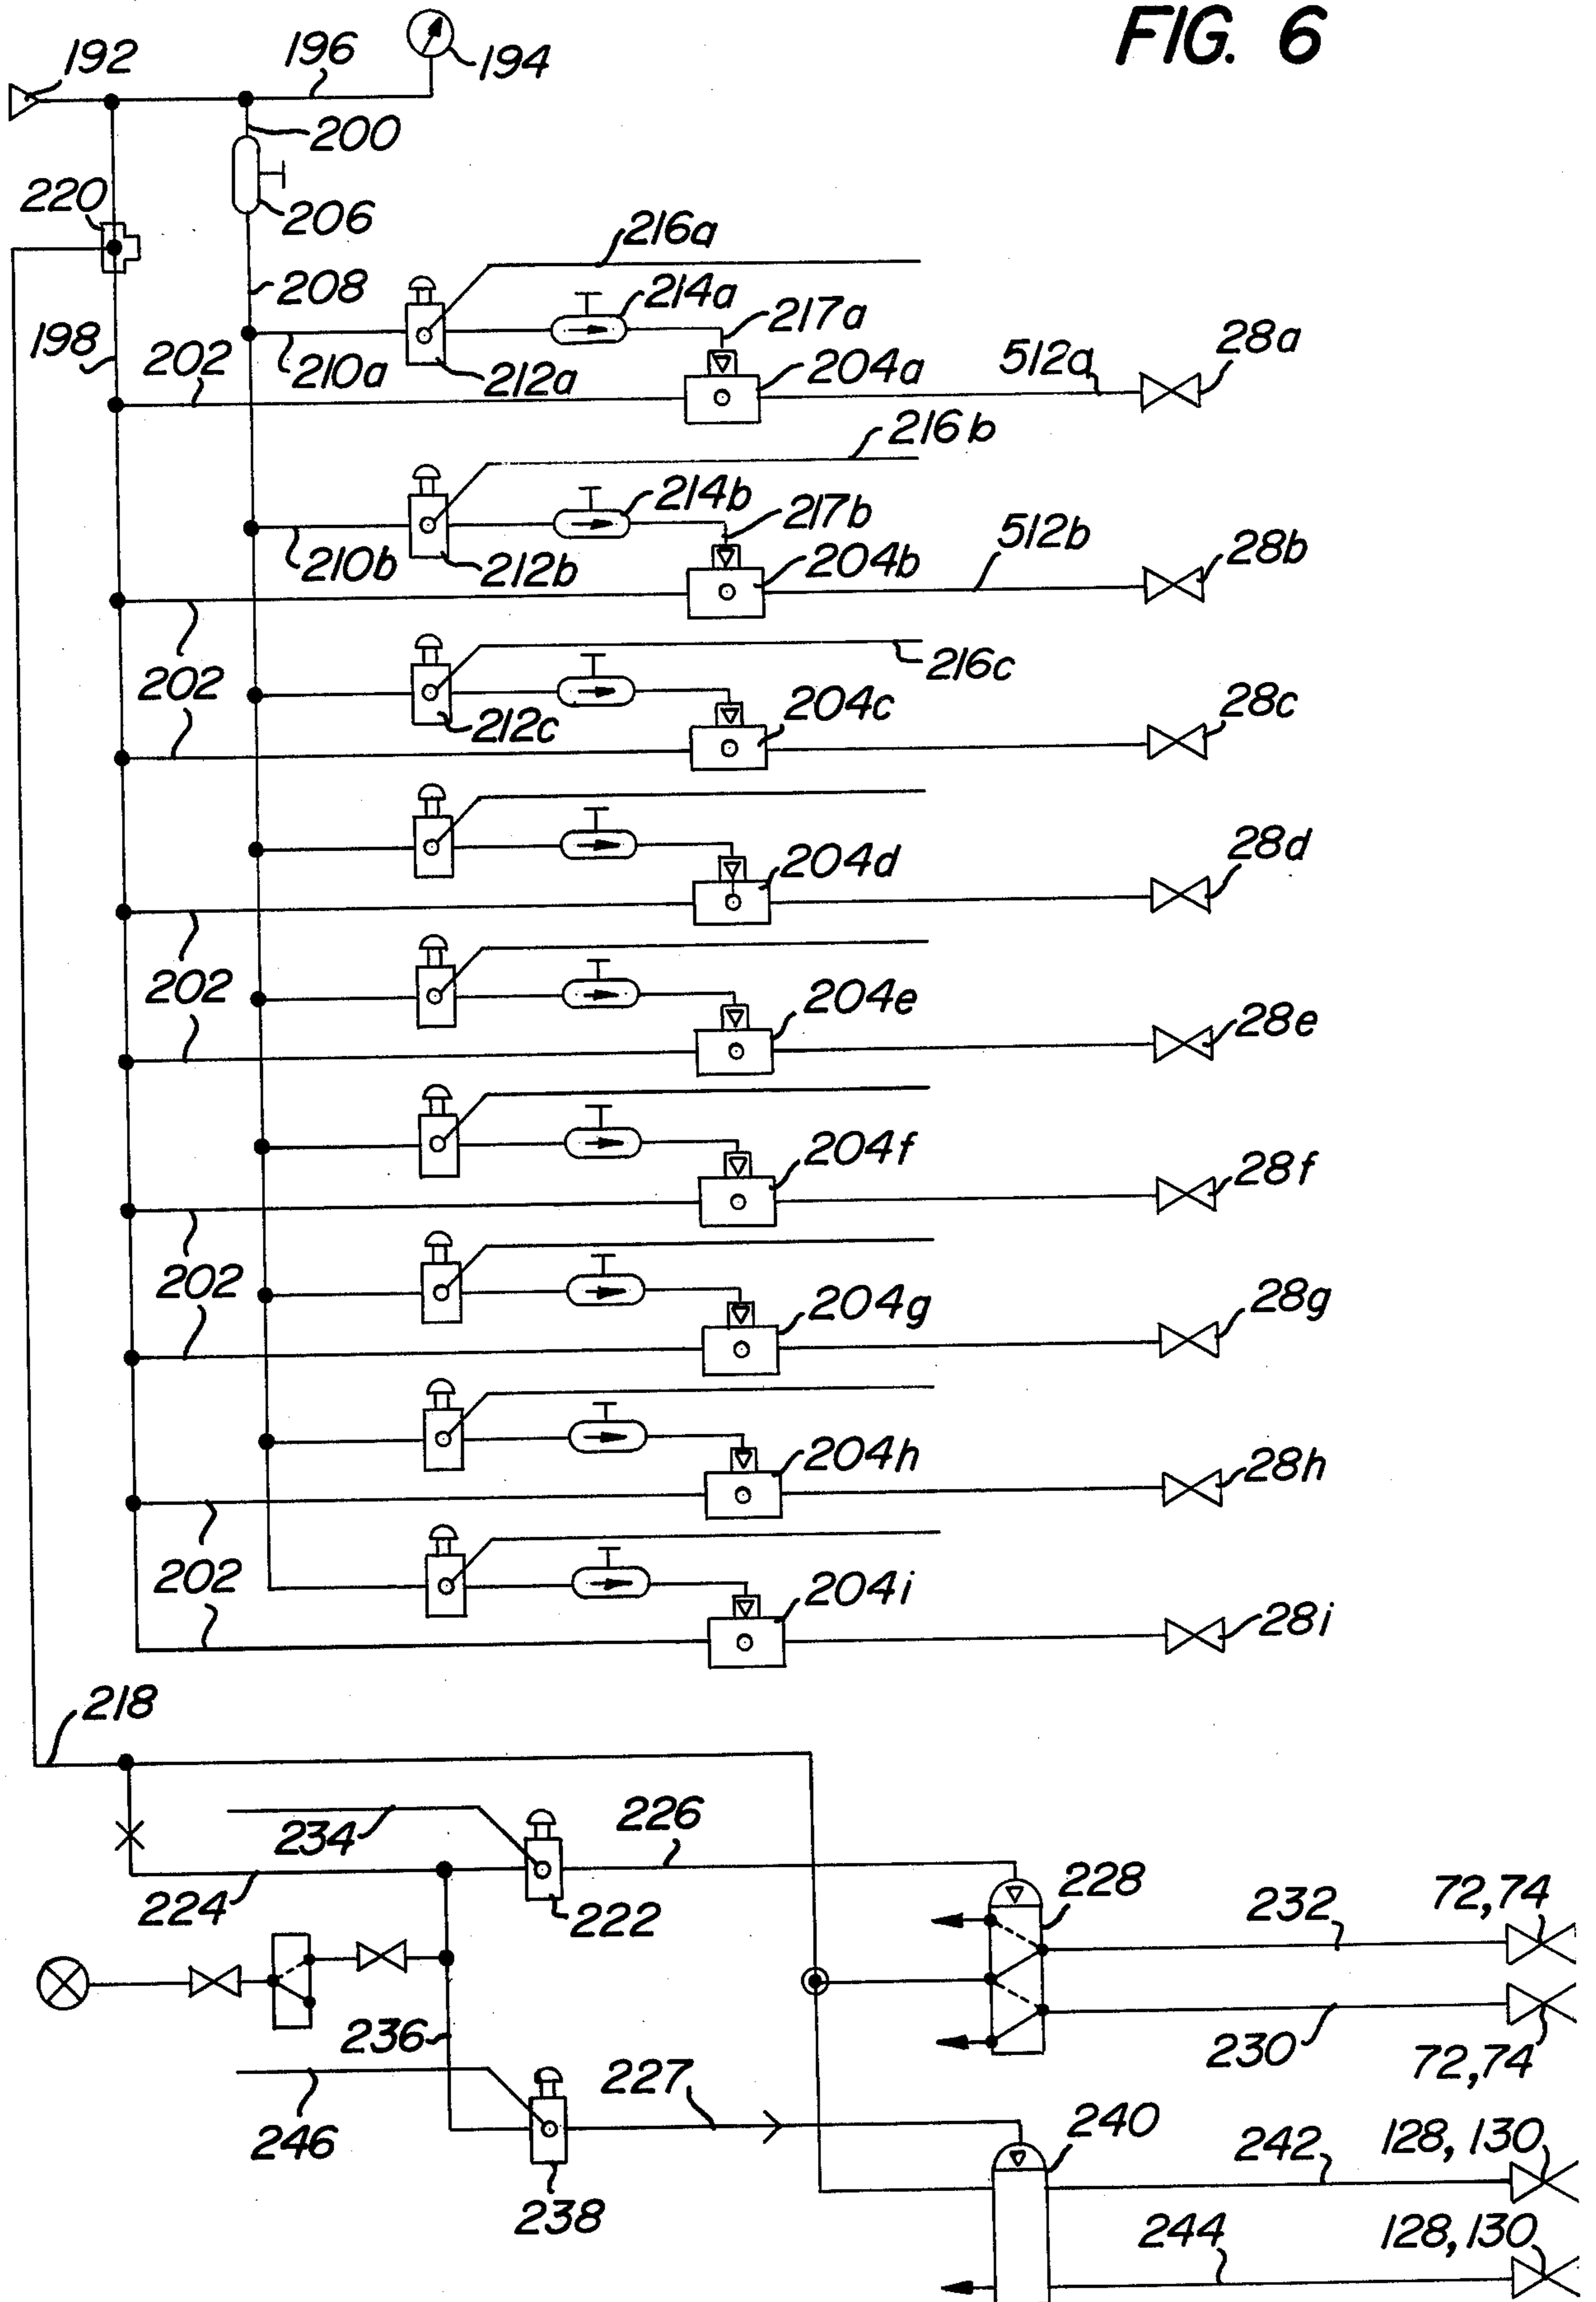 FIG. 6
192
196
194
200
220
206
216a
208
214a
217a
198
202
210a
212a
204a
512a
28a
216b
214b
217b
210b
212b
204b
512b
28b
216c
202
212c
204c
28c
204d
28d
202
204e
28e
204f
28f
202
204g
28g
204h
28h
202
204i
28i
218
234
226
224
222
228
232
72,74
236
230
72,74
246
227
238
240
242
128, 130
244
128, 130